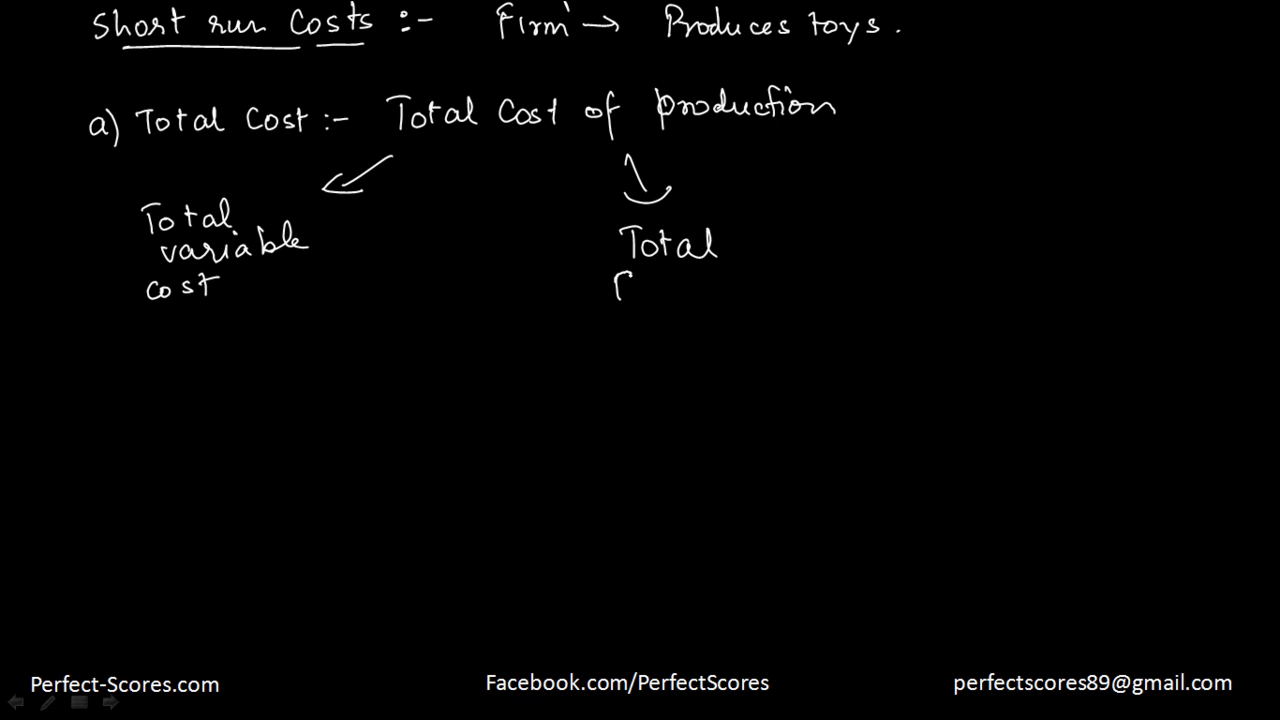 Short run Costs :- Firm → Produces toys.
a) Total Cost :- Total Cost of production
Total variable cost
Total
Perfect-Scores.com
Facebook.com/PerfectScores
perfectscores89@gmail.com